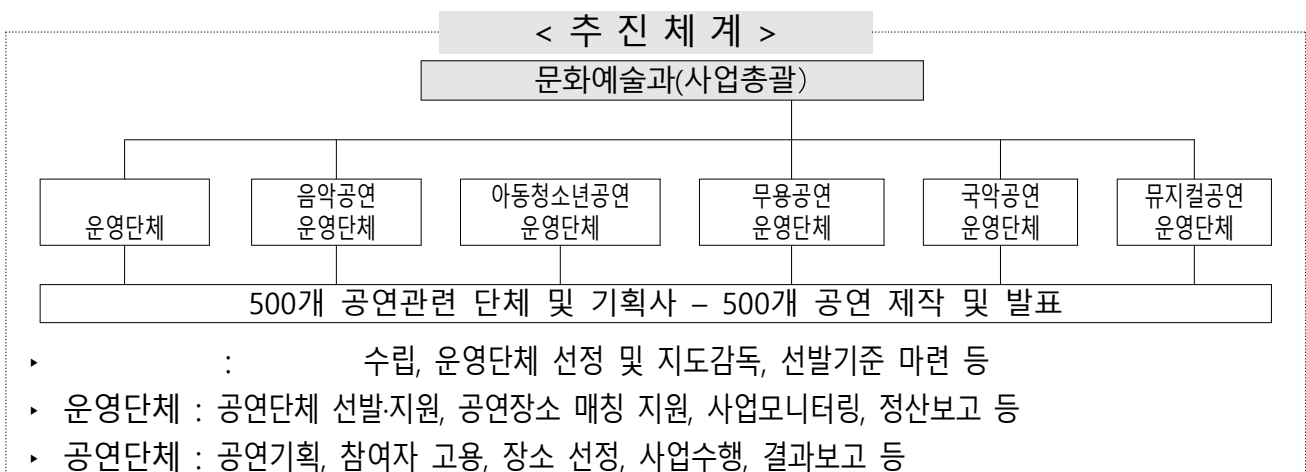 < 추 진 체 계 >
문화예술과(사업총괄)
운영단체
음악공연
운영단체
아동청소년공연
운영단체
무용공연
운영단체
국악공연
운영단체
뮤지컬공연
운영단체
500개 공연관련 단체 및 기획사 – 500개 공연 제작 및 발표
‣ : 수립, 운영단체 선정 및 지도감독, 선발기준 마련 등
‣ 운영단체 : 공연단체 선발·지원, 공연장소 매칭 지원, 사업모니터링, 정산보고 등
‣ 공연단체 : 공연기획, 참여자 고용, 장소 선정, 사업수행, 결과보고 등